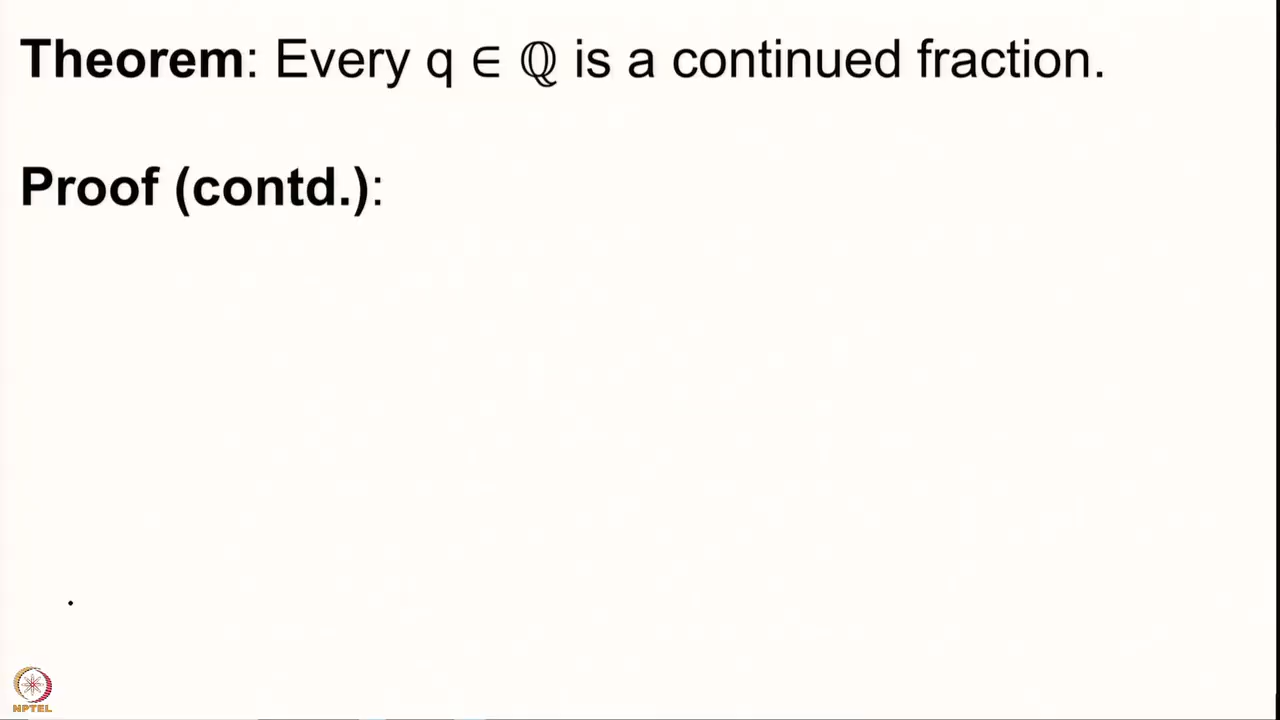 Theorem: Every q ∈ ℚ is a continued fraction.
Proof (contd.):
NPTEL